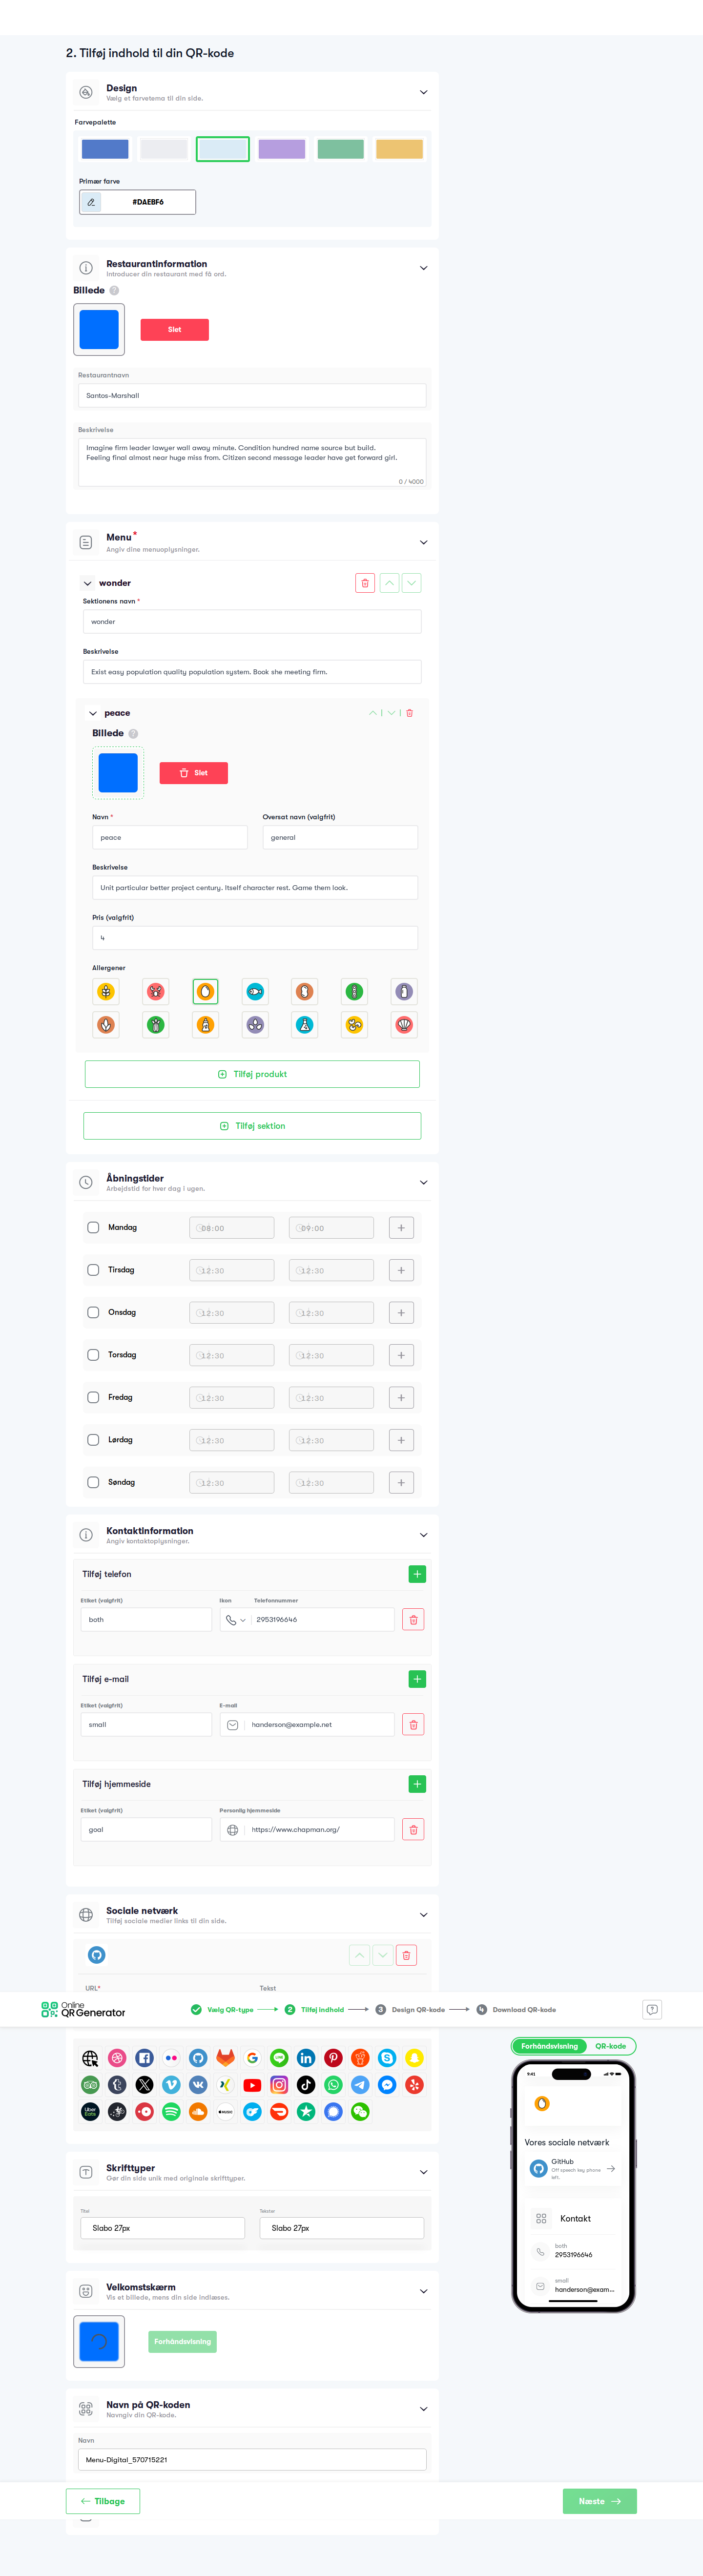 2. Tilføj indhold til din QR-kode
Design
Vælg et farvetema til din side.
Farvepalette
Primær farve
#DAEBF6
Restaurantinformation
Introducer din restaurant med få ord.
Billede ?
Slet
Restaurantnavn
Santos-Marshall
Beskrivelse
Imagine firm leader lawyer wall away minute. Condition hundred name source but build.
Feeling final almost near huge miss from. Citizen second message leader have get forward girl.
0 / 4000
Menu*
Angiv dine menuoplysninger.
wonder
Sektionens navn *
wonder
Beskrivelse
Exist easy population quality population system. Book she meeting firm.
peace
Billede ?
Slet
Navn * Oversat navn (valgfrit)
peace general
Beskrivelse
Unit particular better project century. Itself character rest. Game them look.
Pris (valgfrit)
4
Allergener
Tilføj produkt
Tilføj sektion
Åbningstider
Arbejdstid for hver dag i ugen.
Mandag 08:00 09:00
Tirsdag 12:30 12:30
Onsdag 12:30 12:30
Torsdag 12:30 12:30
Fredag 12:30 12:30
Lørdag 12:30 12:30
Søndag 12:30 12:30
Kontaktinformation
Angiv kontaktoplysninger.
Tilføj telefon
Etiket (valgfrit) Ikon Telefonnummer
both 2953196646
Tilføj e-mail
Etiket (valgfrit) E-mail
small handerson@example.net
Tilføj hjemmeside
Etiket (valgfrit) Personlig hjemmeside
goal https://www.chapman.org/
Sociale netværk
Tilføj sociale medier links til din side.
URL* Tekst
Online
QR Generator
Vælg QR-type 2 Tilføj indhold 3 Design QR-kode 4 Download QR-kode
Forhåndsvisning QR-kode
9:41
Vores sociale netværk
GitHub
Off speech key phone
left.
Kontakt
both
2953196646
small
handerson@exam...
Uber
Eats
MUSIC
Skrifttyper
Gør din side unik med originale skrifttyper.
Titel Tekster
Slabo 27px Slabo 27px
Velkomstskærm
Vis et billede, mens din side indlæses.
Forhåndsvisning
Navn på QR-koden
Navngiv din QR-kode.
Navn
Menu-Digital_570715221
Tilbage
Næste